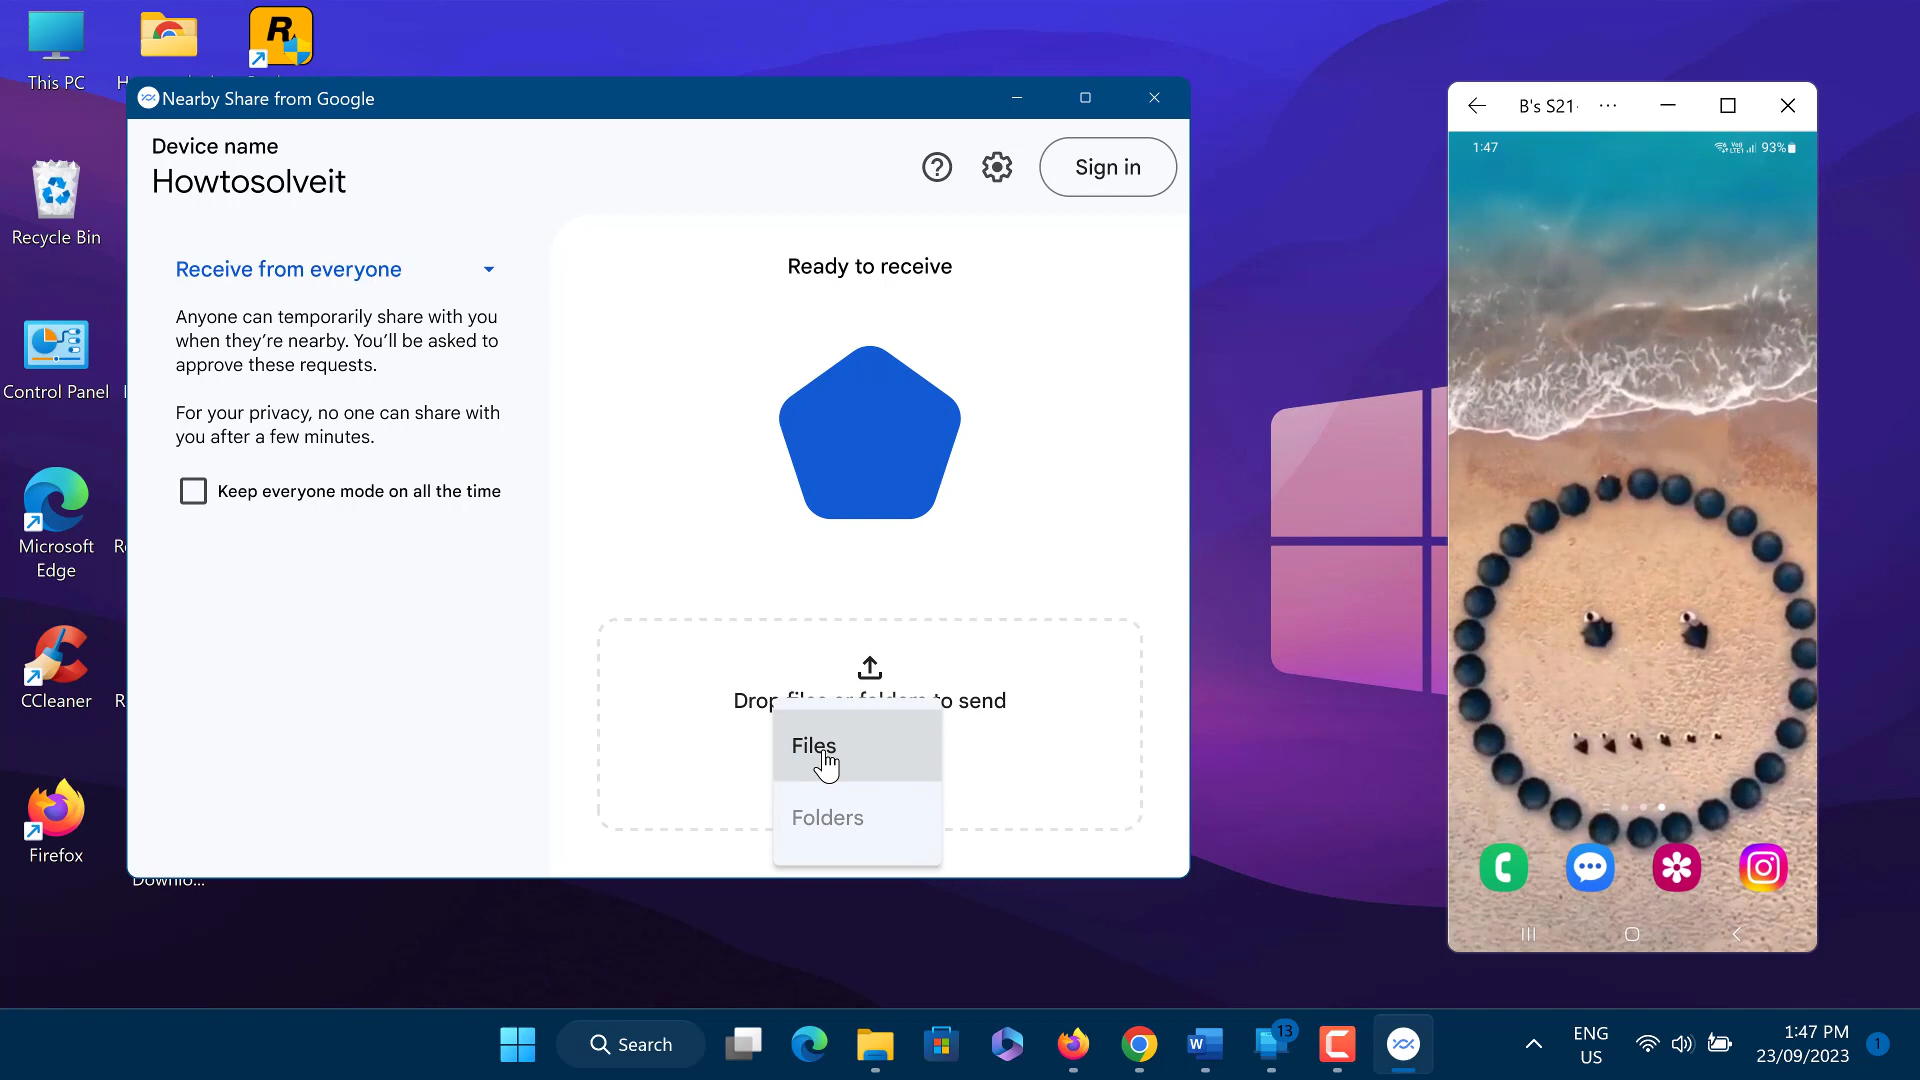 This PC
Recycle Bin
Control Panel
Microsoft
Edge
CCleaner
Firefox
Nearby Share from Google
Device name
Howtosolveit
Sign in
Receive from everyone
Anyone can temporarily share with you
when they're nearby. You'll be asked to
approve these requests.
For your privacy, no one can share with
you after a few minutes.
Keep everyone mode on all the time
Ready to receive
Drop files or folders to send
Files
Folders
B's S21
1:47
93%
Search
13
ENG
US
1:47 PM
23/09/2023
1